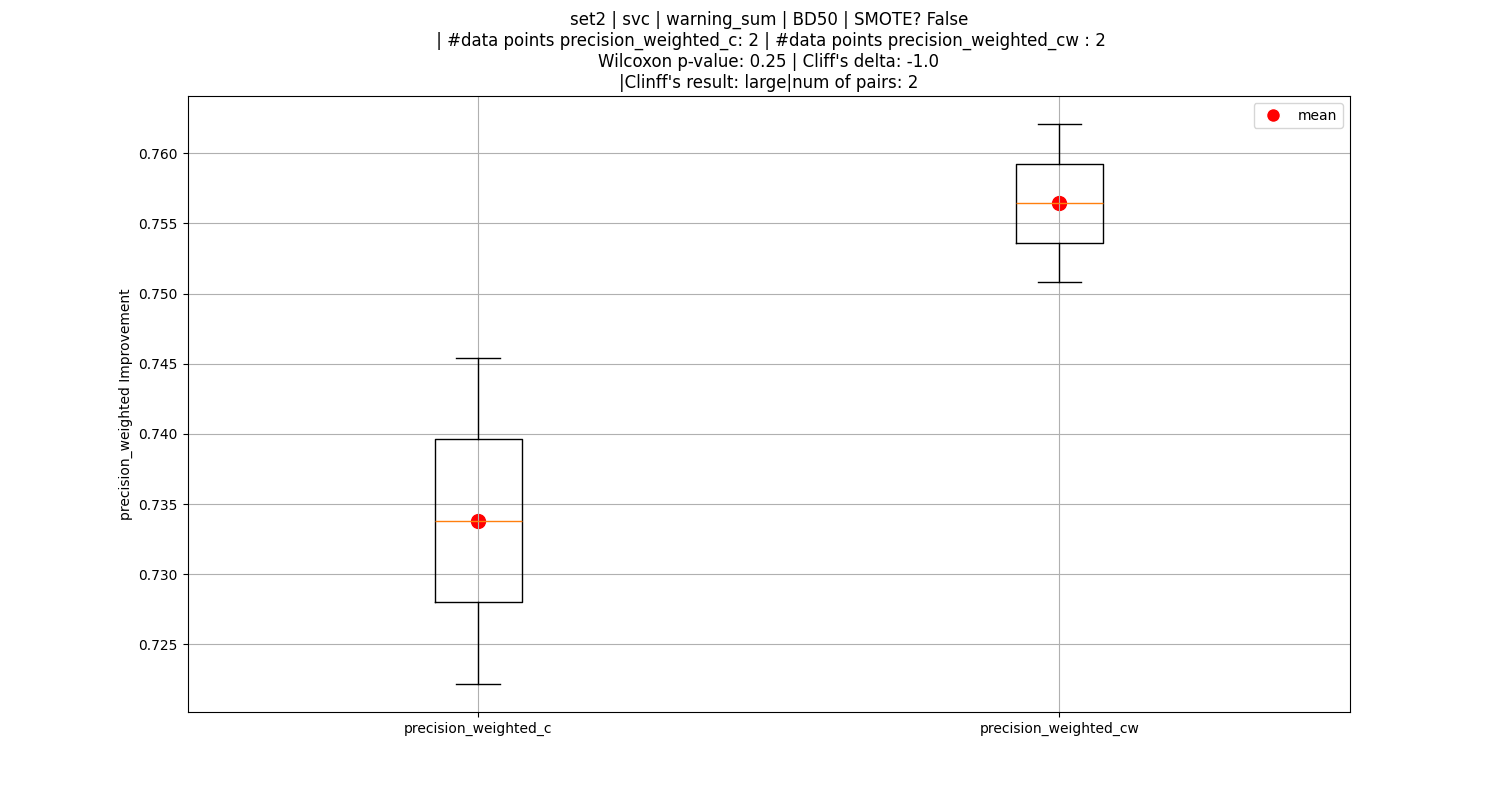 set2 | svc | warning_sum | BD50 | SMOTE? False
| #data points precision_weighted_c: 2 | #data points precision_weighted_cw : 2
Wilcoxon p-value: 0.25 | Cliff's delta: -1.0
|Clinff's result: large|num of pairs: 2
mean
0.760
0.755
0.750
0.745
0.740
0.735
0.730
0.725
precision_weighted Improvement
precision_weighted_c
precision_weighted_cw